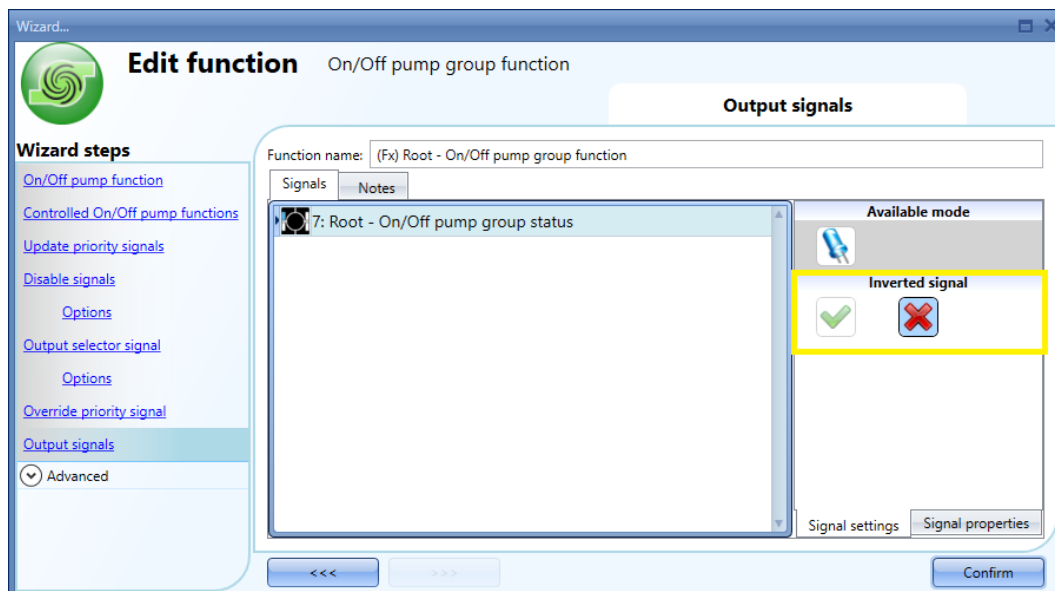 Wizard...
Edit function On/Off pump group function
Output signals
Wizard steps
On/Off pump function
Controlled On/Off pump functions
Update priority signals
Disable signals
Options
Output selector signal
Options
Override priority signal
Output signals
Advanced
Function name: (Fx) Root - On/Off pump group function
Signals Notes
7: Root - On/Off pump group status
Available mode
Inverted signal
Signal settings Signal properties
<<< >>> Confirm